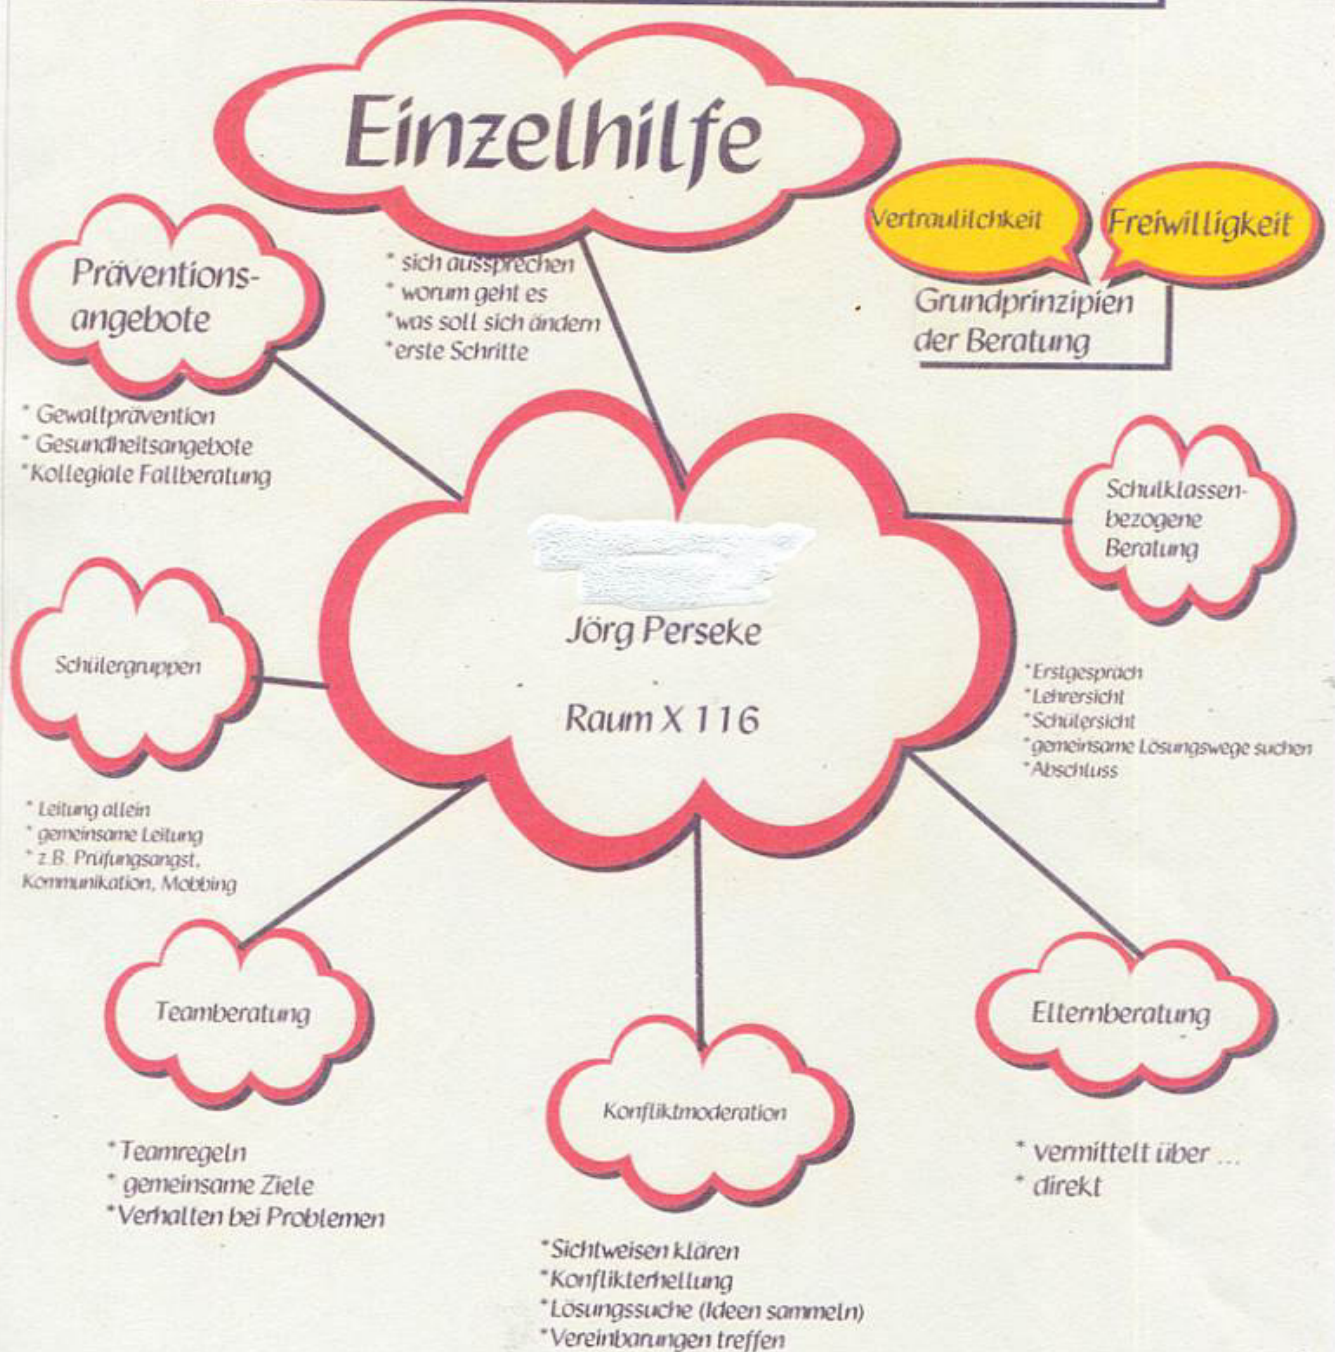 Einzelhilfe
* sich aussprechen
* worum geht es
*was soll sich ändern
*erste Schritte
Vertraulilchkeit
Freiwilligkeit
Grundprinzipien
der Beratung
Präventions-
angebote
* Gewaltprävention
* Gesundheitsangebote
*Kollegiale Fallberatung
Schulklassen-
bezogene
Beratung
*Erstgespräch
*Lehrersicht
*Schülersicht
*gemeinsame Lösungswege suchen
*Abschluss
Jörg Perseke
Raum X 116
Schülergruppen
* Leitung allein
* gemeinsame Leitung
* z.B. Prüfungsangst,
Kommunikation, Mobbing
Teamberatung
*Teamregeln
* gemeinsame Ziele
*Verhalten bei Problemen
Konfliktmoderation
*Sichtweisen klären
*Konflikterhellung
*Lösungssuche (Ideen sammeln)
*Vereinbarungen treffen
Elternberatung
* vermittelt über ...
* direkt